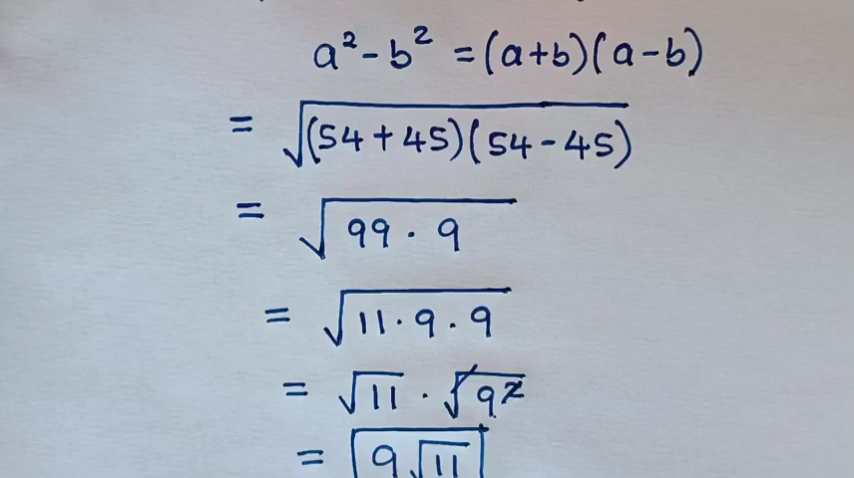 a² - b² = (a+b)(a-b)
= √(54+45)(54-45)
= √99 · 9
= √11 · 9 · 9
= √11 · √9²
= 9√11